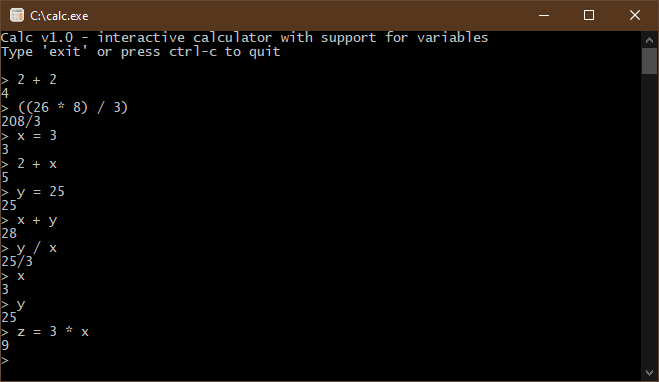 C:\calc.exe
Calc v1.0 - interactive calculator with support for variables
Type 'exit' or press ctrl-c to quit
> 2 + 2
4
> ((26 * 8) / 3)
208/3
> x = 3
3
> 2 + x
5
> y = 25
25
> x + y
28
> y / x
25/3
> x
3
> y
25
> z = 3 * x
9
>